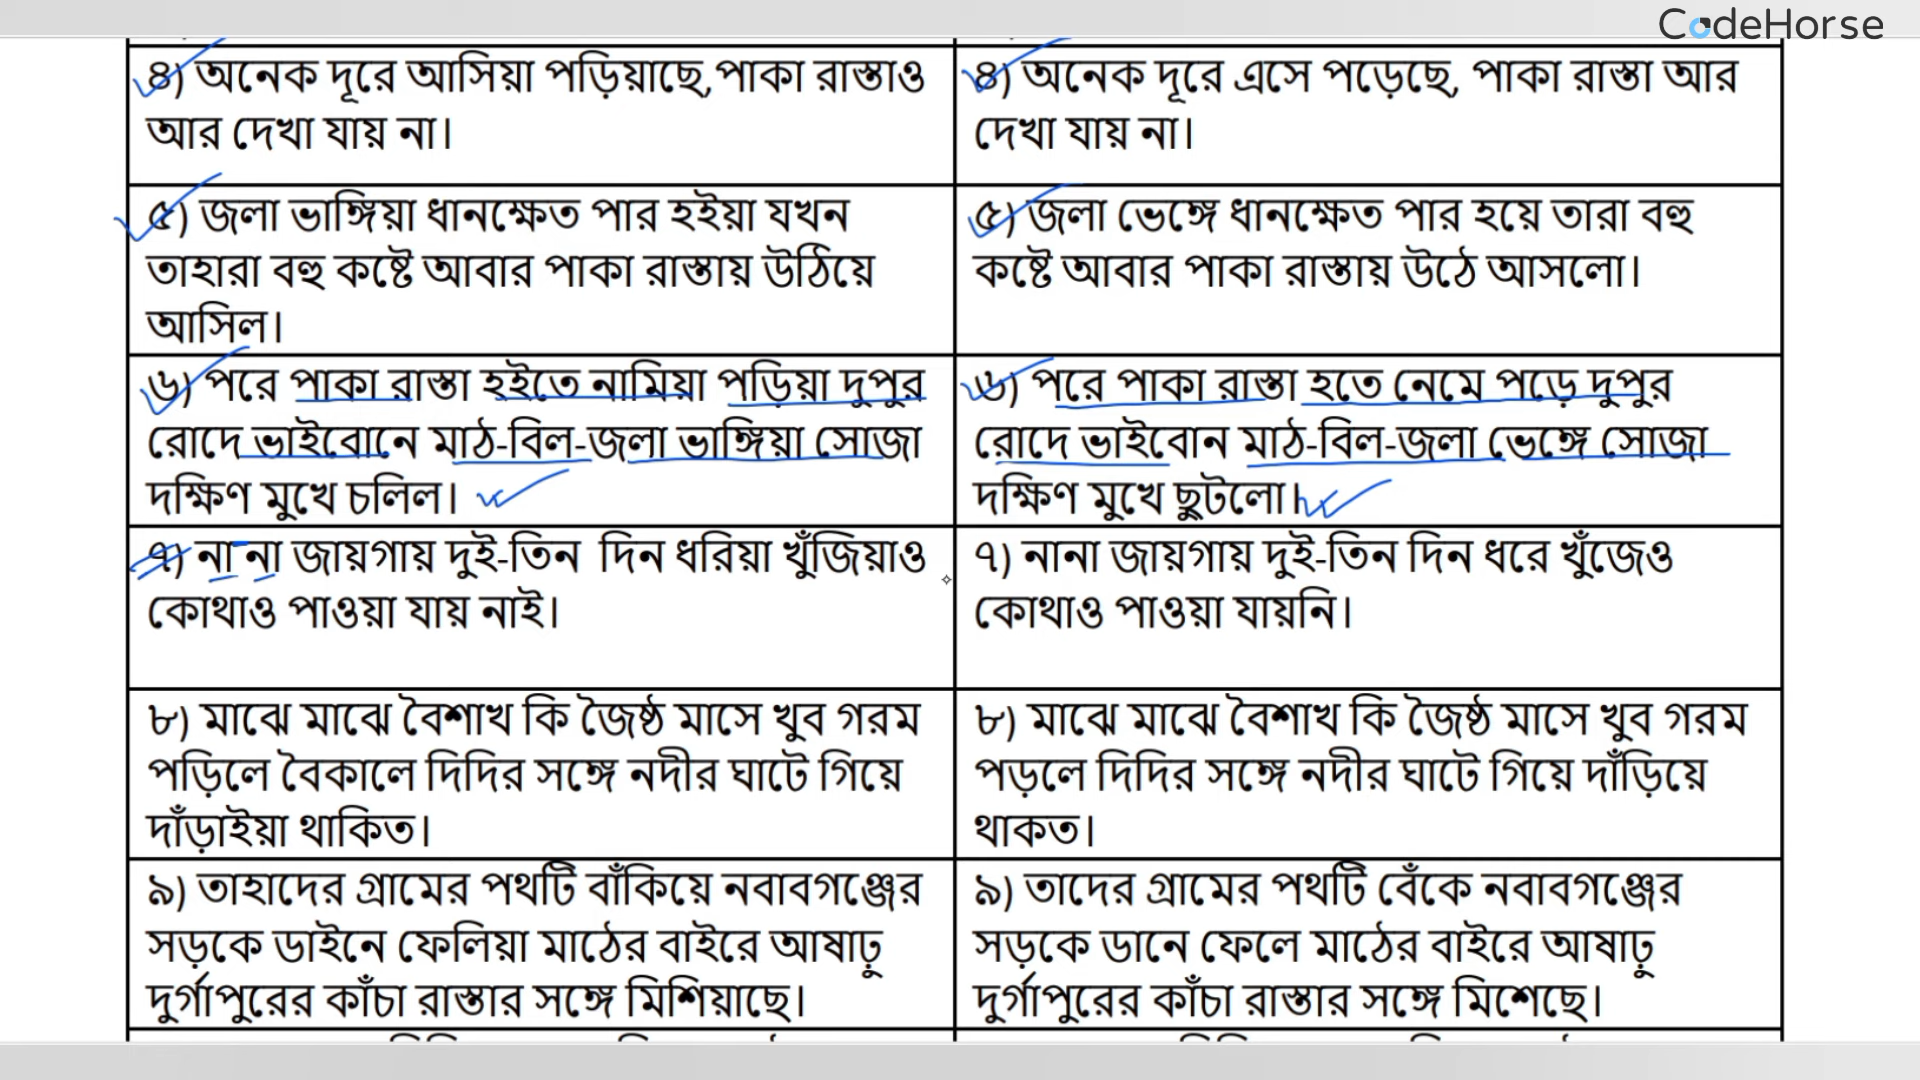 CodeHorse
৪) অনেক দূরে আসিয়া পড়িয়াছে,পাকা রাস্তাও
আর দেখা যায় না।
৪) অনেক দূরে এসে পড়েছে, পাকা রাস্তা আর
দেখা যায় না।
৫) জলা ভাঙ্গিয়া ধানক্ষেত পার হইয়া যখন
তাহারা বহু কষ্টে আবার পাকা রাস্তায় উঠিয়ে
আসিল।
৫) জলা ভেঙ্গে ধানক্ষেত পার হয়ে তারা বহু
কষ্টে আবার পাকা রাস্তায় উঠে আসলো।
৬) পরে পাকা রাস্তা হইতে নামিয়া পড়িয়া দুপুর
রোদে ভাইবোনে মাঠ-বিল-জলা ভাঙ্গিয়া সোজা
দক্ষিণ মুখে চলিল।
৬) পরে পাকা রাস্তা হতে নেমে পড়ে দুপুর
রোদে ভাইবোন মাঠ-বিল-জলা ভেঙ্গে সোজা
দক্ষিণ মুখে ছুটলো।
৭) নানা জায়গায় দুই-তিন দিন ধরিয়া খুঁজিয়াও
কোথাও পাওয়া যায় নাই।
৭) নানা জায়গায় দুই-তিন দিন ধরে খুঁজেও
কোথাও পাওয়া যায়নি।
৮) মাঝে মাঝে বৈশাখ কি জৈষ্ঠ মাসে খুব গরম
পড়িলে বৈকালে দিদির সঙ্গে নদীর ঘাটে গিয়ে
দাঁড়াইয়া থাকিত।
৮) মাঝে মাঝে বৈশাখ কি জৈষ্ঠ মাসে খুব গরম
পড়লে দিদির সঙ্গে নদীর ঘাটে গিয়ে দাঁড়িয়ে
থাকত।
৯) তাহাদের গ্রামের পথটি বাঁকিয়ে নবাবগঞ্জের
সড়কে ডাইনে ফেলিয়া মাঠের বাইরে আষাঢ়ু
দুর্গাপুরের কাঁচা রাস্তার সঙ্গে মিশিয়াছে।
৯) তাদের গ্রামের পথটি বেঁকে নবাবগঞ্জের
সড়কে ডানে ফেলে মাঠের বাইরে আষাঢ়ু
দুর্গাপুরের কাঁচা রাস্তার সঙ্গে মিশেছে।